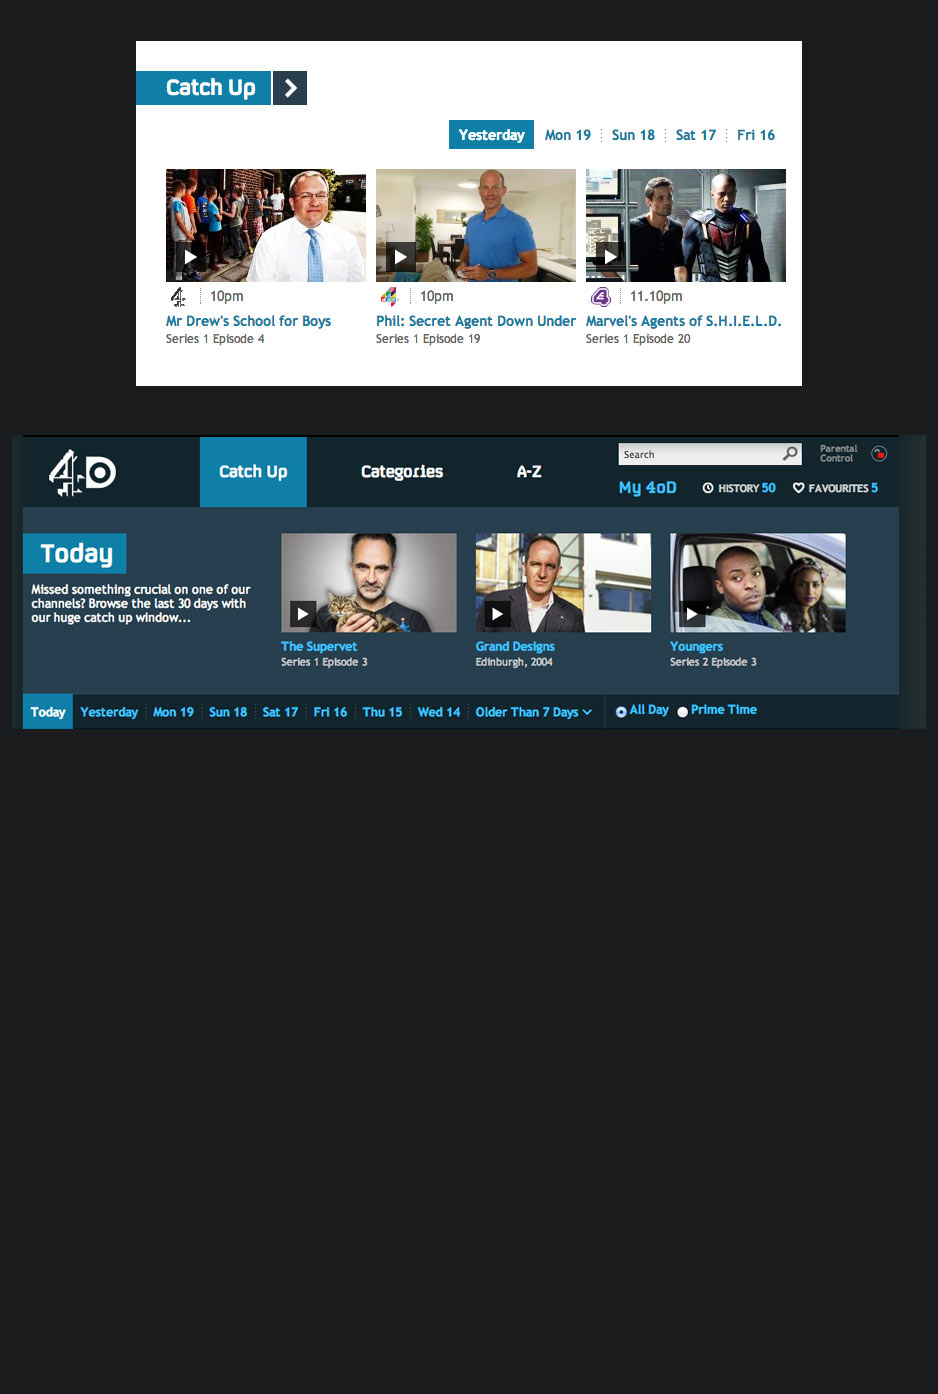 Catch Up
Yesterday Mon 19 Sun 18 Sat 17 Fri 16
4 10pm
4 10pm
E4 11.10pm
Mr Drew's School for Boys
Series 1 Episode 4
Phil: Secret Agent Down Under
Series 1 Episode 19
Marvel's Agents of S.H.I.E.L.D.
Series 1 Episode 20
4oD
Catch Up
Categories
A-Z
Search
Parental
Control
My 4oD
HISTORY 50
FAVOURITES 5
Today
Missed something crucial on one of our
channels? Browse the last 30 days with
our huge catch up window...
The Supervet
Series 1 Episode 3
Grand Designs
Edinburgh, 2004
Youngers
Series 2 Episode 3
Today Yesterday Mon 19 Sun 18 Sat 17 Fri 16 Thu 15 Wed 14 Older Than 7 Days All Day Prime Time